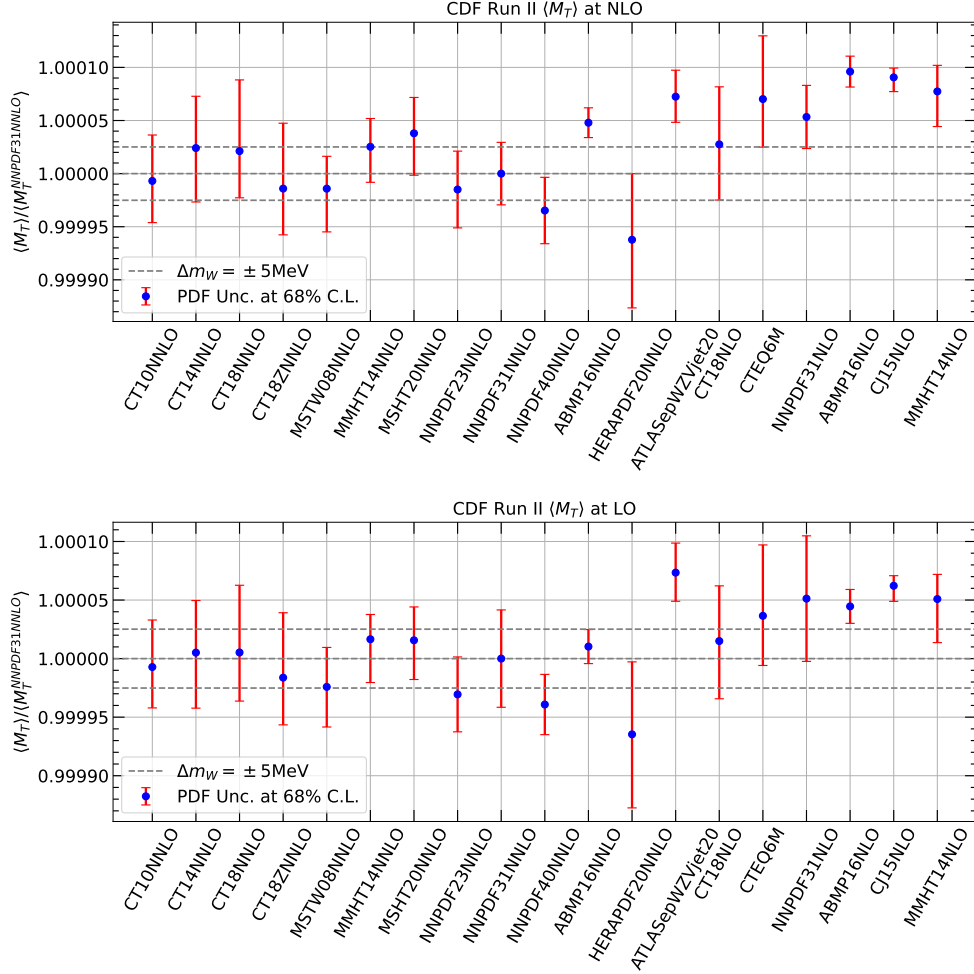 CDF Run II ⟨M_T⟩ at NLO
⟨M_T⟩/⟨M_T^{NNPDF31NNLO}⟩
1.00010
1.00005
1.00000
0.99995
0.99990
Δm_W = ±5MeV
PDF Unc. at 68% C.L.
CT10NNLO
CT14NNLO
CT18NNLO
CT18ZNNLO
MSTW08NNLO
MMHT14NNLO
MSHT20NNLO
NNPDF23NNLO
NNPDF31NNLO
NNPDF40NNLO
ABMP16NNLO
HERAPDF20NNLO
ATLASepWZVjet20
CT18NLO
CTEQ6M
NNPDF31NLO
ABMP16NLO
CJ15NLO
MMHT14NLO
CDF Run II ⟨M_T⟩ at LO
⟨M_T⟩/⟨M_T^{NNPDF31NNLO}⟩
1.00010
1.00005
1.00000
0.99995
0.99990
Δm_W = ±5MeV
PDF Unc. at 68% C.L.
CT10NNLO
CT14NNLO
CT18NNLO
CT18ZNNLO
MSTW08NNLO
MMHT14NNLO
MSHT20NNLO
NNPDF23NNLO
NNPDF31NNLO
NNPDF40NNLO
ABMP16NNLO
HERAPDF20NNLO
ATLASepWZVjet20
CT18NLO
CTEQ6M
NNPDF31NLO
ABMP16NLO
CJ15NLO
MMHT14NLO